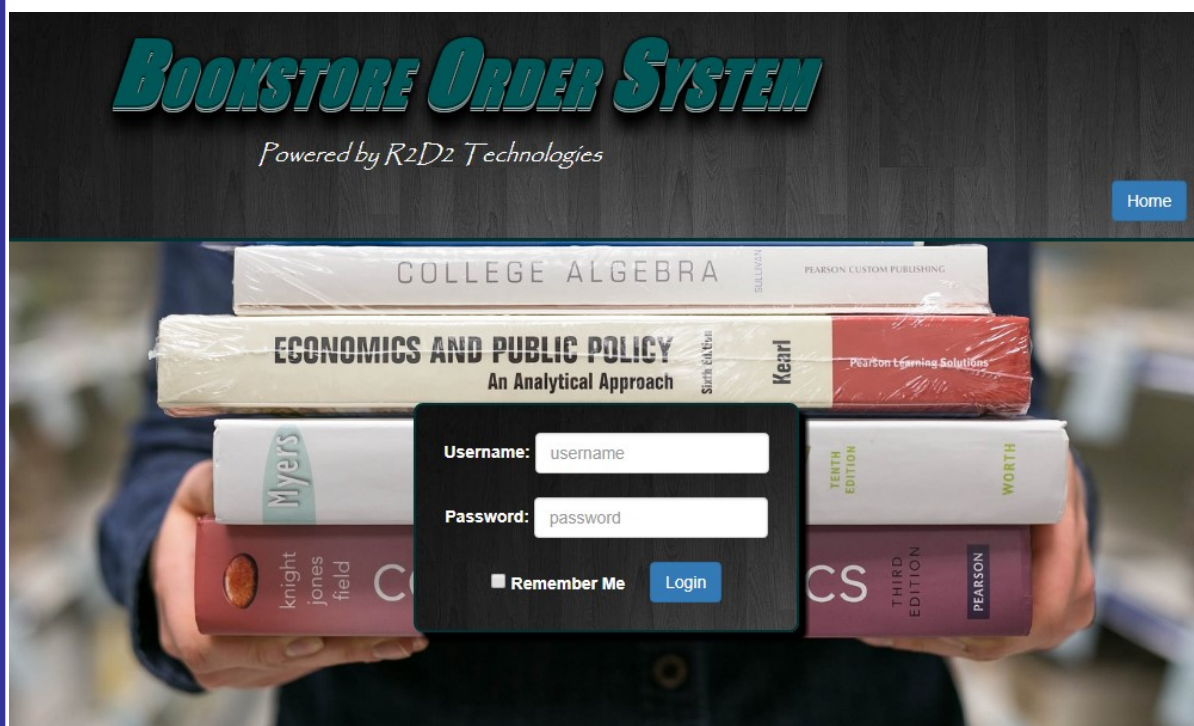 Bookstore Order System
Powered by R2D2 Technologies
Home
COLLEGE ALGEBRA SULLIVAN PEARSON CUSTOM PUBLISHING
ECONOMICS AND PUBLIC POLICY
An Analytical Approach
Sixth Edition
Kearl
Pearson Learning Solutions
Myers
TENTH
EDITION
WORTH
Username: username
Password: password
Remember Me Login
knight
jones
field
CS
THIRD
EDITION
PEARSON